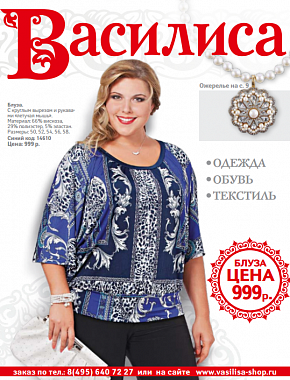 Василиса
Ожерелье на с. 9
Блуза
С круглым вырезом и рукава-
ми «летучая мышь».
Материал: 66% вискоза,
29% полиэстер, 5% эластан.
Размеры: 50, 52, 54, 56, 58.
Синий код 14610
Цена: 999 р.
• ОДЕЖДА
• ОБУВЬ
• ТЕКСТИЛЬ
БЛУЗА
ЦЕНА
999р.
заказ по тел.: 8(495) 640 72 27 или на сайте www.vasilisa-shop.ru